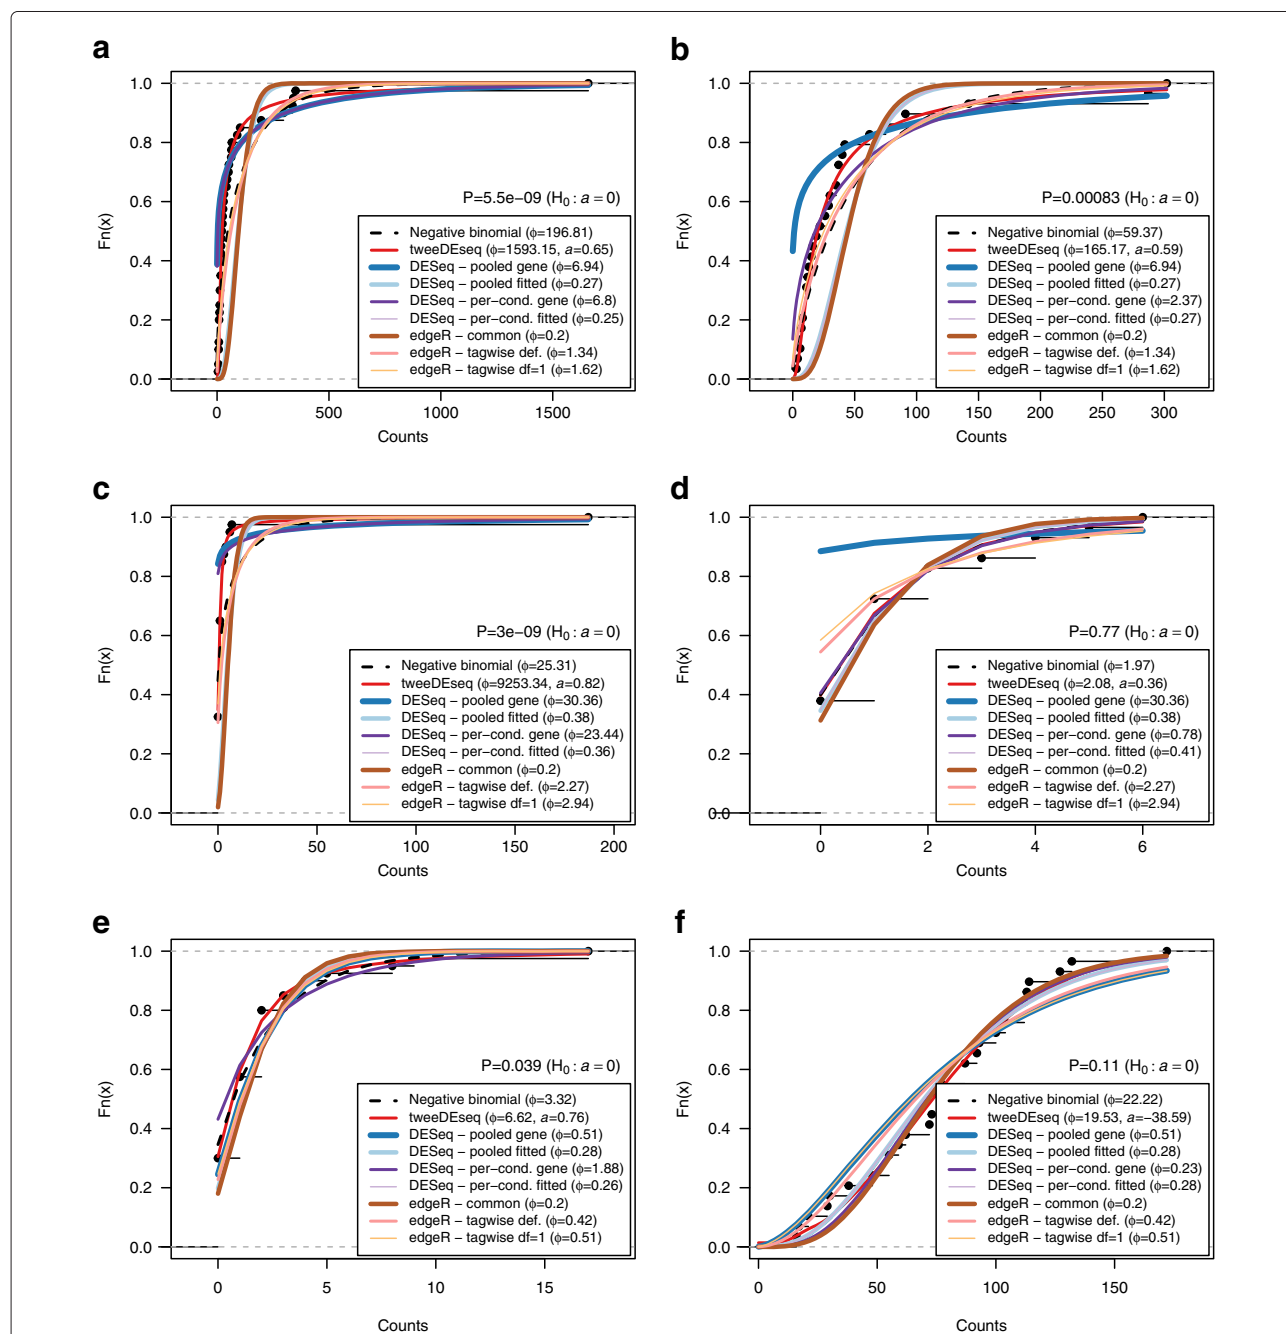 a
1.0
0.8
0.6
0.4
0.2
0.0
Fn(x)
P=5.5e−09 (H₀: a = 0)
Negative binomial (ϕ=196.81)
tweeDEseq (ϕ=1593.15, a=0.65)
DESeq − pooled gene (ϕ=6.94)
DESeq − pooled fitted (ϕ=0.27)
DESeq − per−cond. gene (ϕ=6.8)
DESeq − per−cond. fitted (ϕ=0.25)
edgeR − common (ϕ=0.2)
edgeR − tagwise def. (ϕ=1.34)
edgeR − tagwise df=1 (ϕ=1.62)
0 500 1000 1500
Counts
b
1.0
0.8
0.6
0.4
0.2
0.0
Fn(x)
P=0.00083 (H₀: a = 0)
Negative binomial (ϕ=59.37)
tweeDEseq (ϕ=165.17, a=0.59)
DESeq − pooled gene (ϕ=6.94)
DESeq − pooled fitted (ϕ=0.27)
DESeq − per−cond. gene (ϕ=2.37)
DESeq − per−cond. fitted (ϕ=0.27)
edgeR − common (ϕ=0.2)
edgeR − tagwise def. (ϕ=1.34)
edgeR − tagwise df=1 (ϕ=1.62)
0 50 100 150 200 250 300
Counts
c
1.0
0.8
0.6
0.4
0.2
0.0
Fn(x)
P=3e−09 (H₀: a = 0)
Negative binomial (ϕ=25.31)
tweeDEseq (ϕ=9253.34, a=0.82)
DESeq − pooled gene (ϕ=30.36)
DESeq − pooled fitted (ϕ=0.38)
DESeq − per−cond. gene (ϕ=23.44)
DESeq − per−cond. fitted (ϕ=0.36)
edgeR − common (ϕ=0.2)
edgeR − tagwise def. (ϕ=2.27)
edgeR − tagwise df=1 (ϕ=2.94)
0 50 100 150 200
Counts
d
1.0
0.8
0.6
0.4
0.2
0.0
Fn(x)
P=0.77 (H₀: a = 0)
Negative binomial (ϕ=1.97)
tweeDEseq (ϕ=2.08, a=0.36)
DESeq − pooled gene (ϕ=30.36)
DESeq − pooled fitted (ϕ=0.38)
DESeq − per−cond. gene (ϕ=0.78)
DESeq − per−cond. fitted (ϕ=0.41)
edgeR − common (ϕ=0.2)
edgeR − tagwise def. (ϕ=2.27)
edgeR − tagwise df=1 (ϕ=2.94)
0 2 4 6
Counts
e
1.0
0.8
0.6
0.4
0.2
0.0
Fn(x)
P=0.039 (H₀: a = 0)
Negative binomial (ϕ=3.32)
tweeDEseq (ϕ=6.62, a=0.76)
DESeq − pooled gene (ϕ=0.51)
DESeq − pooled fitted (ϕ=0.28)
DESeq − per−cond. gene (ϕ=1.88)
DESeq − per−cond. fitted (ϕ=0.26)
edgeR − common (ϕ=0.2)
edgeR − tagwise def. (ϕ=0.42)
edgeR − tagwise df=1 (ϕ=0.51)
0 5 10 15
Counts
f
1.0
0.8
0.6
0.4
0.2
0.0
Fn(x)
P=0.11 (H₀: a = 0)
Negative binomial (ϕ=22.22)
tweeDEseq (ϕ=19.53, a=−38.59)
DESeq − pooled gene (ϕ=0.51)
DESeq − pooled fitted (ϕ=0.28)
DESeq − per−cond. gene (ϕ=0.23)
DESeq − per−cond. fitted (ϕ=0.28)
edgeR − common (ϕ=0.2)
edgeR − tagwise def. (ϕ=0.42)
edgeR − tagwise df=1 (ϕ=0.51)
0 50 100 150
Counts